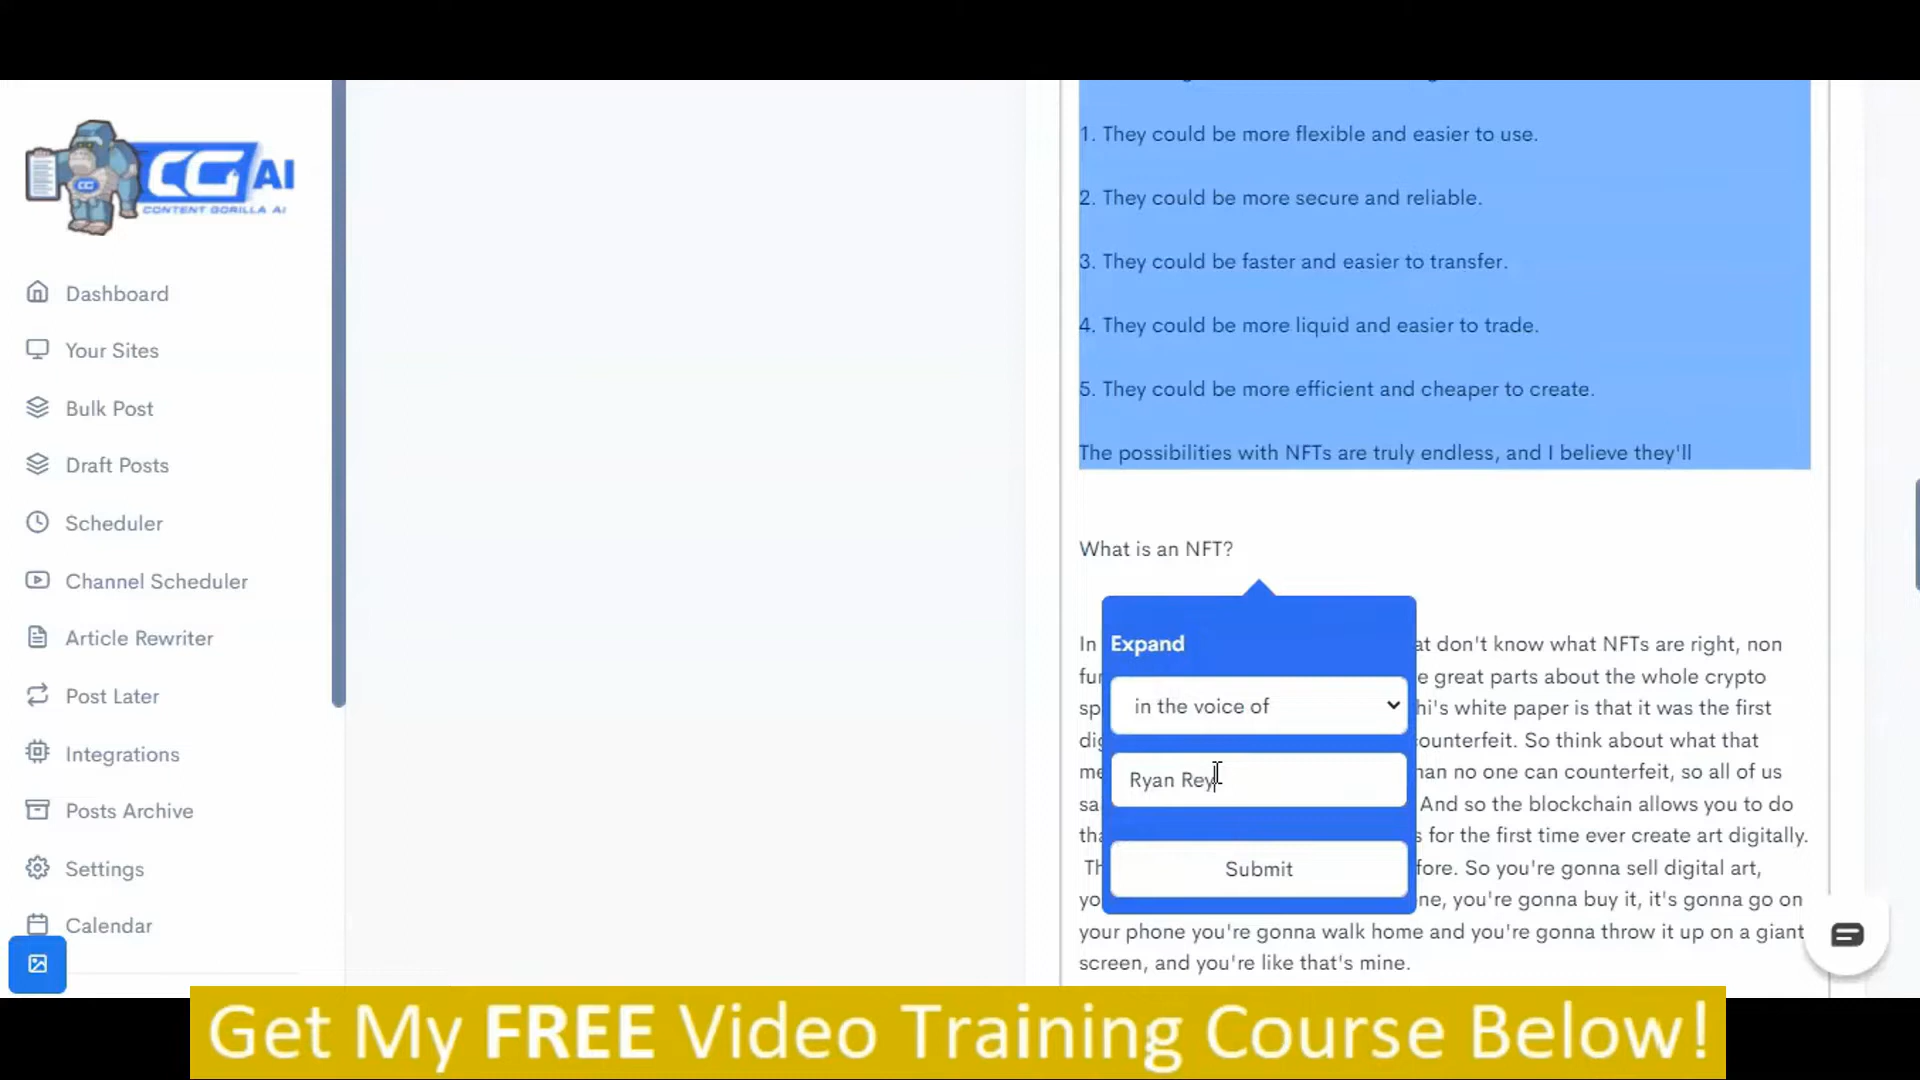 CG AI
CONTENT GORILLA AI
CG
Dashboard
Your Sites
Bulk Post
Draft Posts
Scheduler
Channel Scheduler
Article Rewriter
Post Later
Integrations
Posts Archive
Settings
Calendar
1. They could be more flexible and easier to use.
2. They could be more secure and reliable.
3. They could be faster and easier to transfer.
4. They could be more liquid and easier to trade.
5. They could be more efficient and cheaper to create.
The possibilities with NFTs are truly endless, and I believe they'll
What is an NFT?
Expand
in the voice of
Ryan Rey
Submit
In at don't know what NFTs are right, non
e great parts about the whole crypto
hi's white paper is that it was the first
ounterfeit. So think about what that
han no one can counterfeit, so all of us
And so the blockchain allows you to do
s for the first time ever create art digitally.
fore. So you're gonna sell digital art,
ne, you're gonna buy it, it's gonna go on
your phone you're gonna walk home and you're gonna throw it up on a giant
screen, and you're like that's mine.
Get My FREE Video Training Course Below!